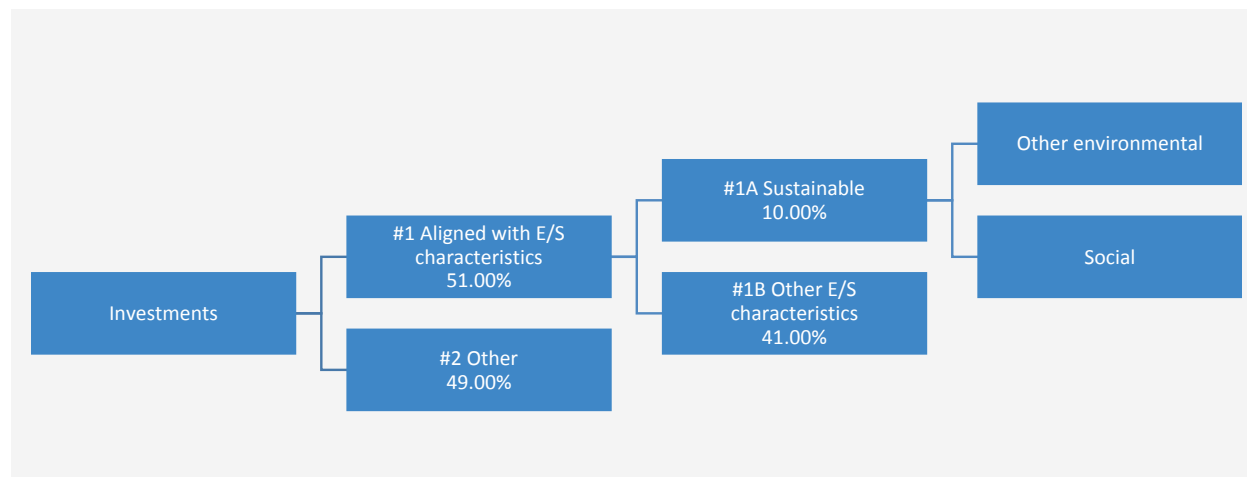 Investments
#1 Aligned with E/S
characteristics
51.00%
#2 Other
49.00%
#1A Sustainable
10.00%
#1B Other E/S
characteristics
41.00%
Other environmental
Social